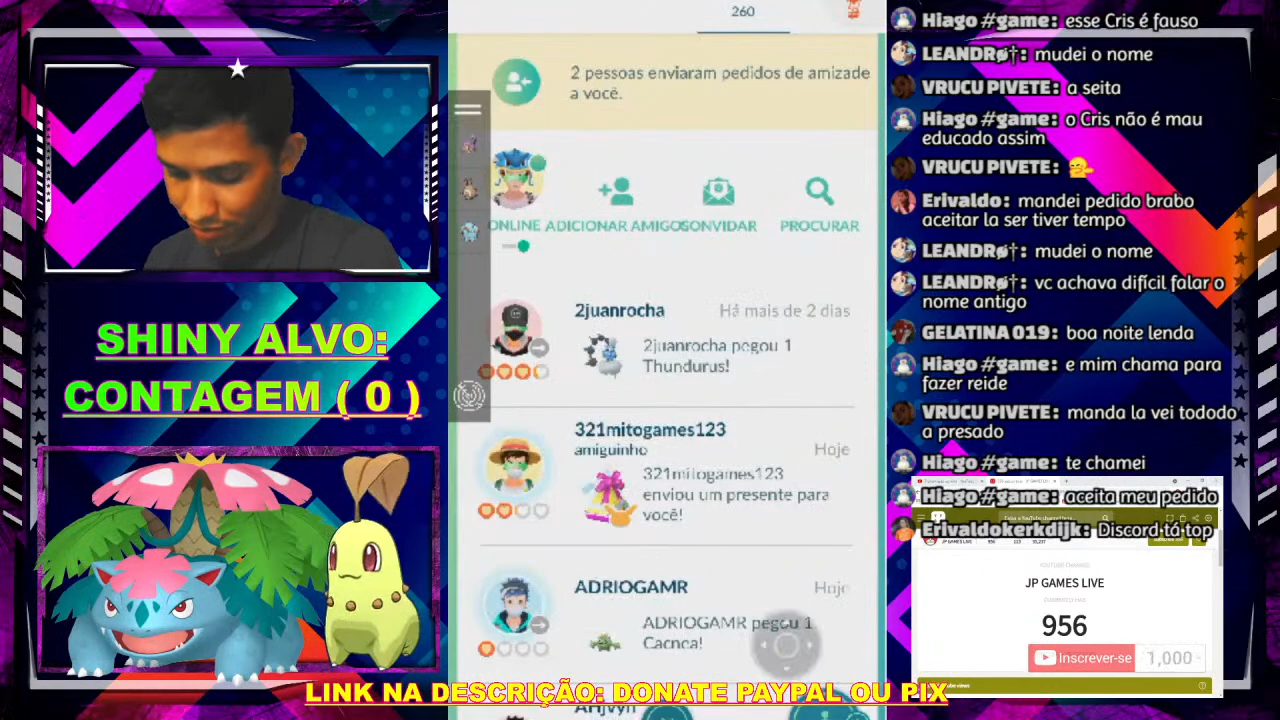 SHINY ALVO:
CONTAGEM ( 0 )
260
2 pessoas enviaram pedidos de amizade
a você.
ONLINE
ADICIONAR AMIGOS
CONVIDAR
PROCURAR
2juanrocha
Há mais de 2 dias
2juanrocha pegou 1
Thundurus!
321mitogames123
amiguinho
Hoje
321mitogames123
enviou um presente para
você!
ADRIOGAMR
Hoje
ADRIOGAMR pegou 1
Cacnea!
Hiago #game: esse Cris é fauso
LEANDRø†: mudei o nome
VRUCU PIVETE: a seita
Hiago #game: o Cris não é mau
educado assim
VRUCU PIVETE:
Erivaldo: mandei pedido brabo
aceitar la ser tiver tempo
LEANDRø†: mudei o nome
LEANDRø†: vc achava difícil falar o
nome antigo
GELATINA 019: boa noite lenda
Hiago #game: e mim chama para
fazer reide
VRUCU PIVETE: manda la vei tododo
a presado
Hiago #game: te chamei
Hiago #game: aceita meu pedido
Erivaldokerkdijk: Discord tá top
JP GAMES LIVE
956
Inscrever-se
1,000
LINK NA DESCRIÇÃO: DONATE PAYPAL OU PIX